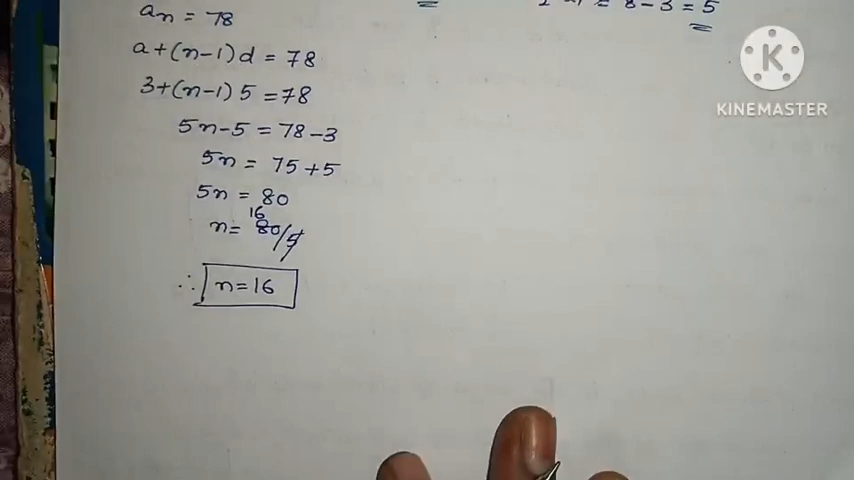 an = 78
= 8 - 3 = 5
a + (n-1) d = 78
3 + (n-1) 5 = 78
5n - 5 = 78 - 3
5n = 75 + 5
5n = 80
16
n = 80/5
∴ n = 16
K
KINEMASTER